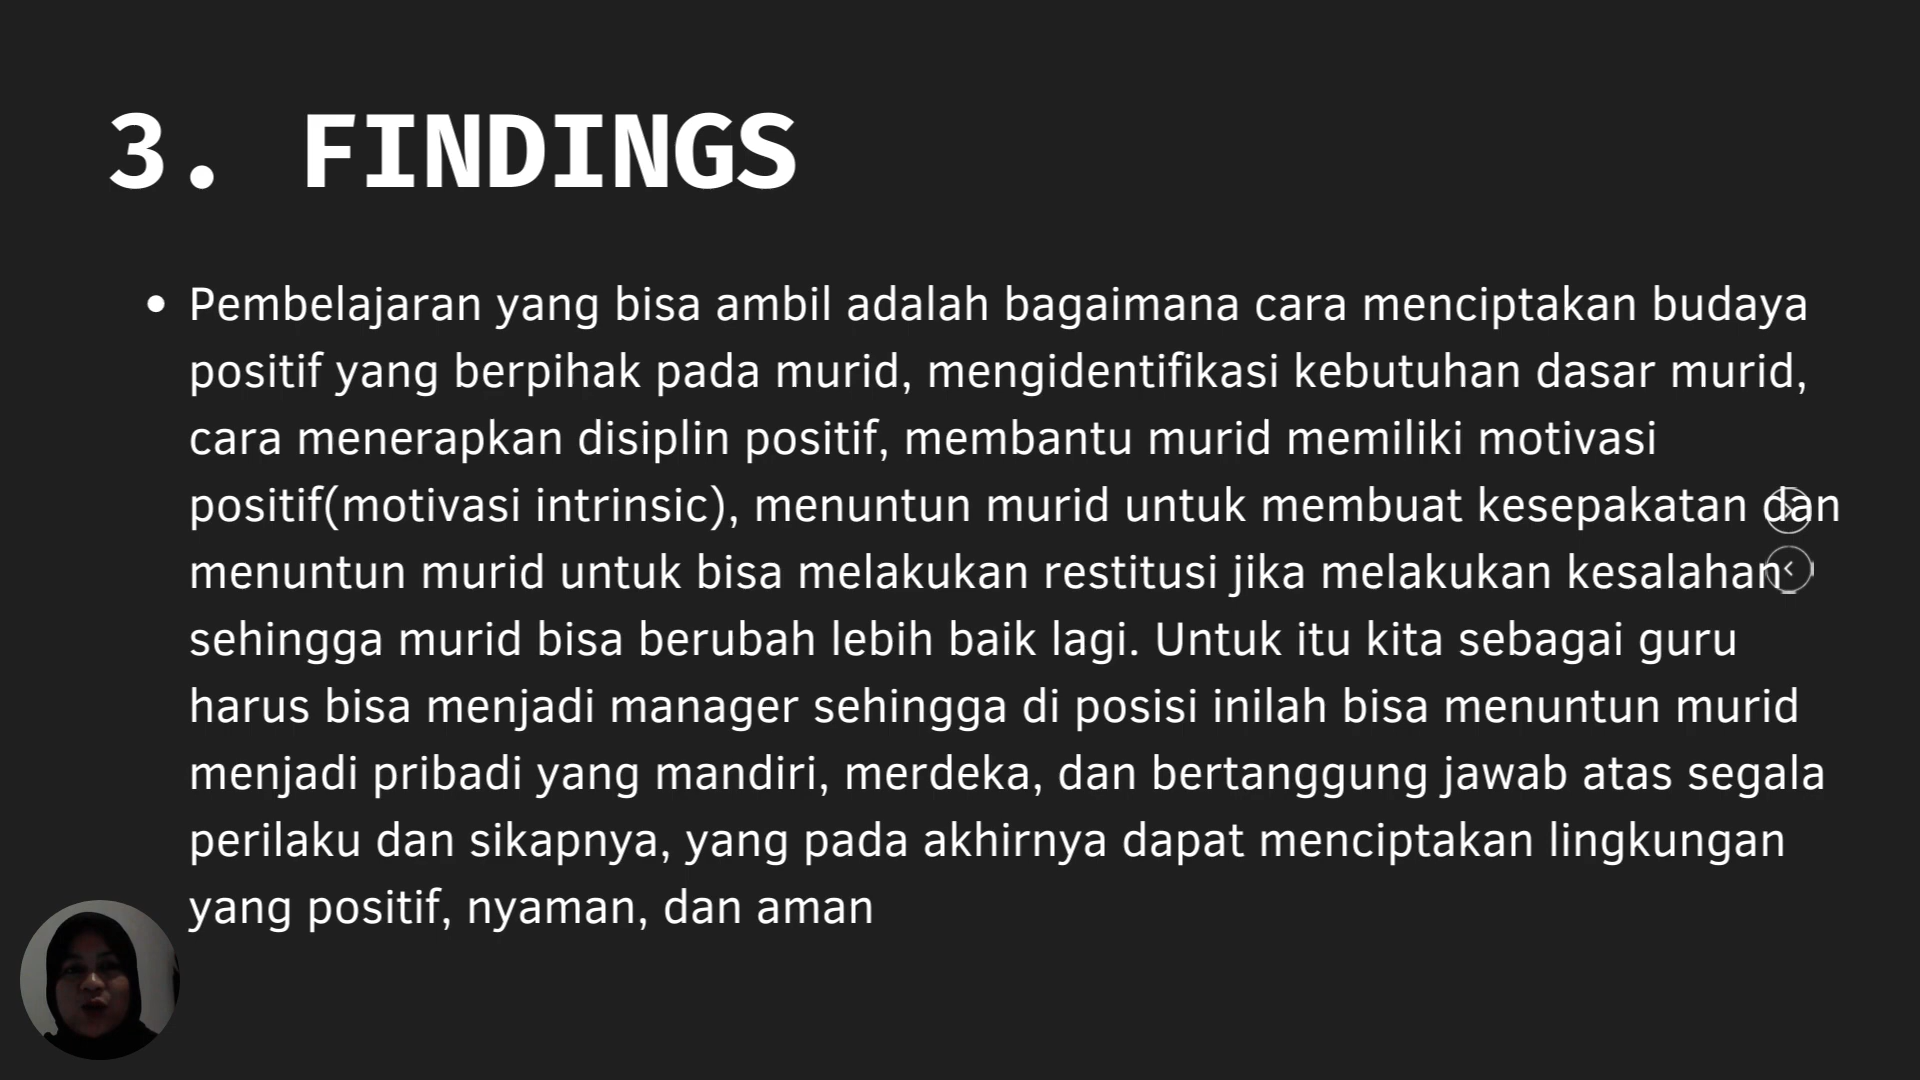 3. FINDINGS
• Pembelajaran yang bisa ambil adalah bagaimana cara menciptakan budaya
positif yang berpihak pada murid, mengidentifikasi kebutuhan dasar murid,
cara menerapkan disiplin positif, membantu murid memiliki motivasi
positif(motivasi intrinsic), menuntun murid untuk membuat kesepakatan dan
menuntun murid untuk bisa melakukan restitusi jika melakukan kesalahan
sehingga murid bisa berubah lebih baik lagi. Untuk itu kita sebagai guru
harus bisa menjadi manager sehingga di posisi inilah bisa menuntun murid
menjadi pribadi yang mandiri, merdeka, dan bertanggung jawab atas segala
perilaku dan sikapnya, yang pada akhirnya dapat menciptakan lingkungan
yang positif, nyaman, dan aman